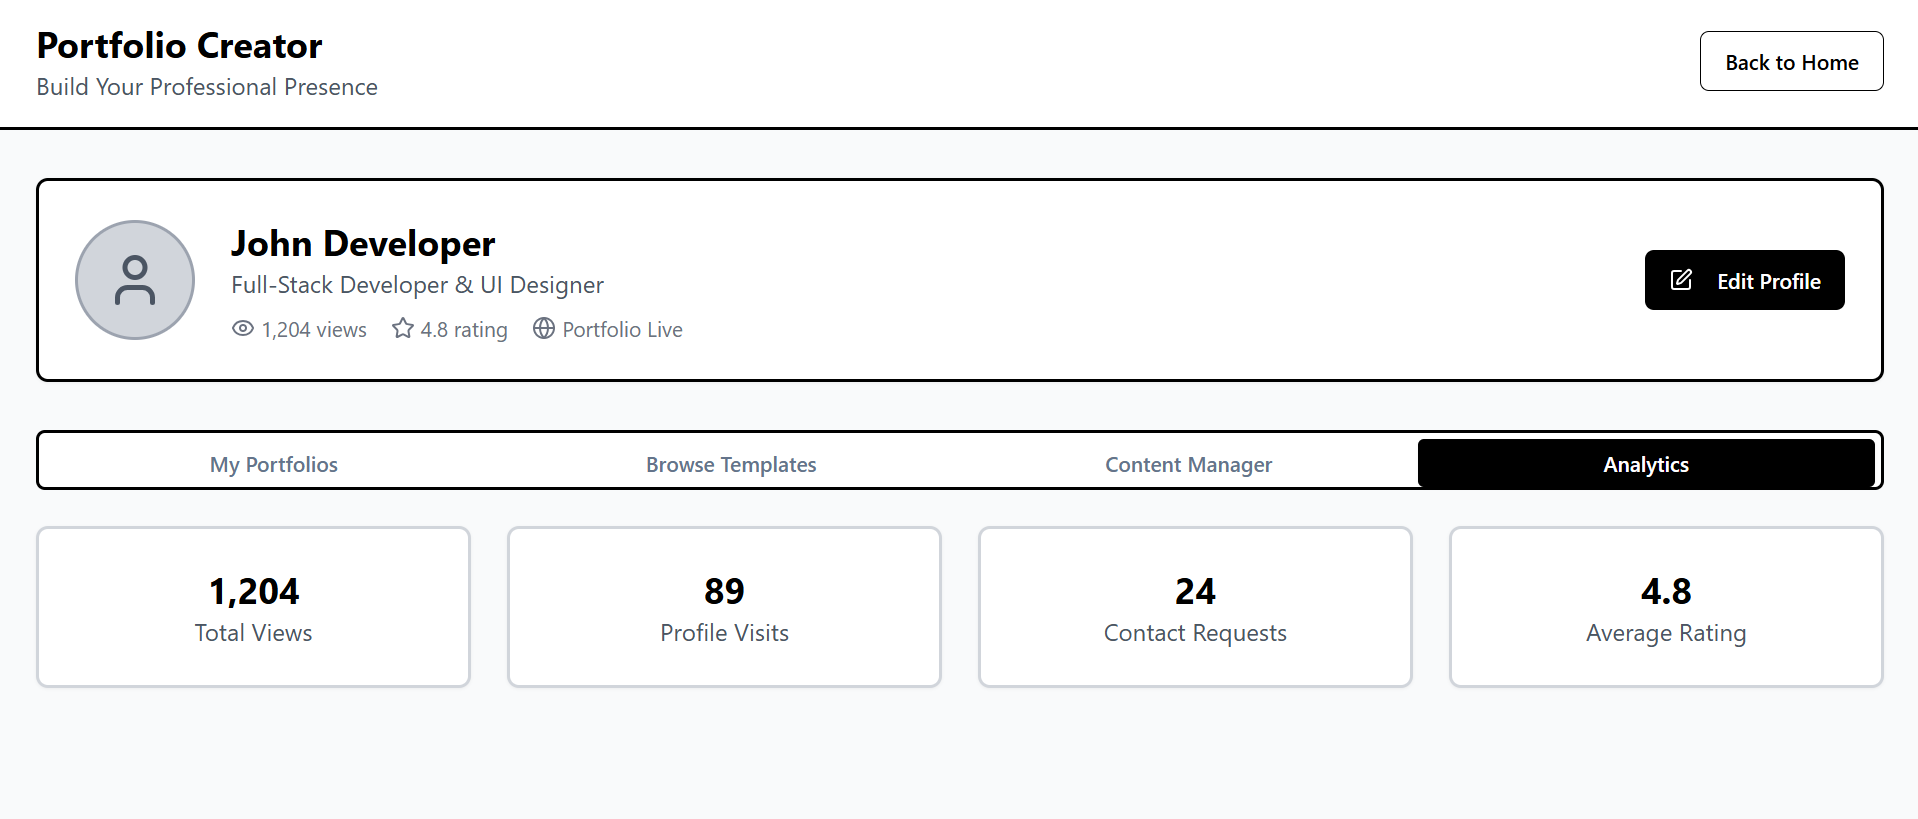 Portfolio Creator
Build Your Professional Presence
Back to Home
John Developer
Full-Stack Developer & UI Designer
1,204 views 4.8 rating Portfolio Live
Edit Profile
My Portfolios Browse Templates Content Manager Analytics
1,204
Total Views
89
Profile Visits
24
Contact Requests
4.8
Average Rating